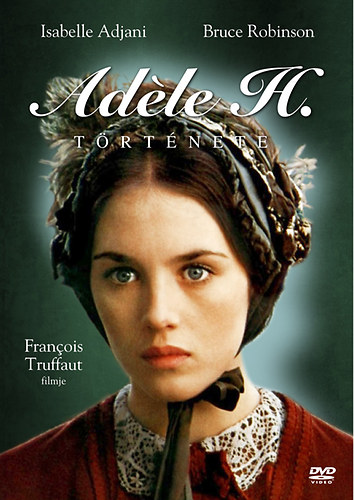 Isabelle Adjani Bruce Robinson
Adèle H.
TÖRTÉNETE
François
Truffaut
filmje
DVD
VIDEO